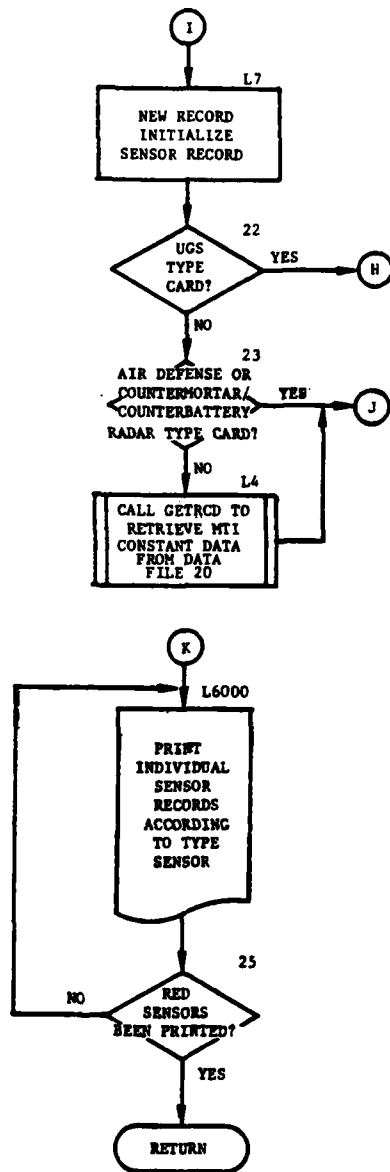 I
L7
NEW RECORD
INITIALIZE
SENSOR RECORD
22
UGS
TYPE
CARD?
YES
H
NO
23
AIR DEFENSE OR
COUNTERMORTAR/
COUNTERBATTERY
RADAR TYPE CARD?
YES
J
NO
L4
CALL GETRCD TO
RETRIEVE MTI
CONSTANT DATA
FROM DATA
FILE 20
K
L6000
PRINT
INDIVIDUAL
SENSOR
RECORDS
ACCORDING
TO TYPE
SENSOR
25
NO
RED
SENSORS
BEEN PRINTED?
YES
RETURN